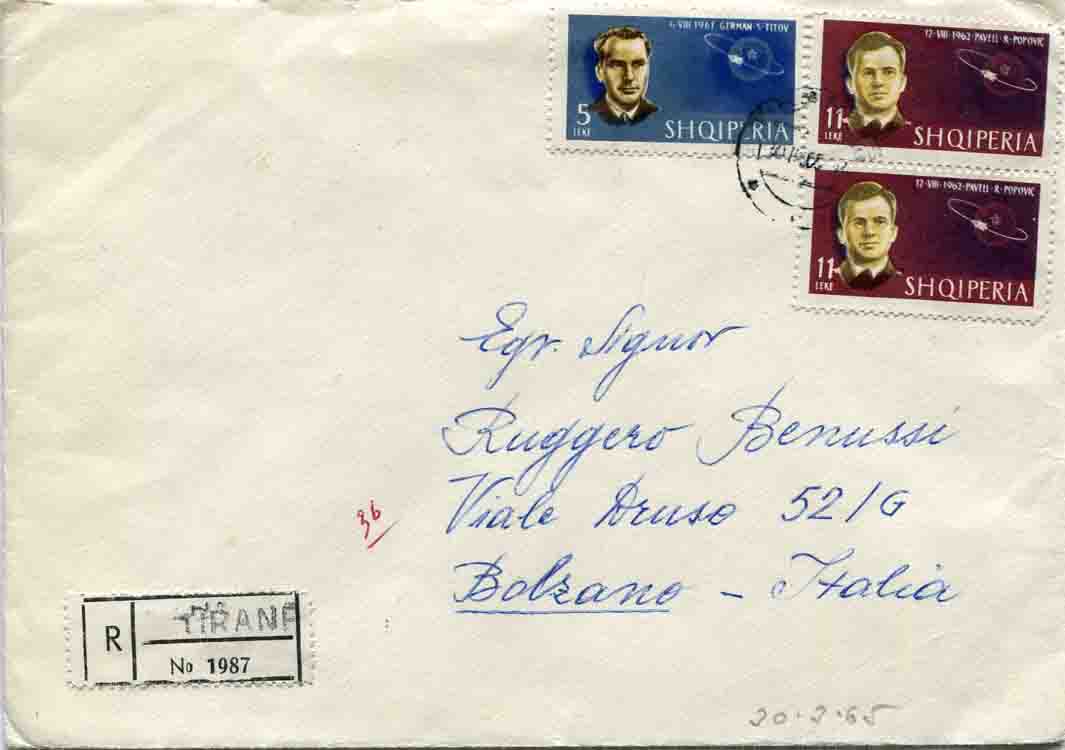 6-VIII-1961 GERMAN·S·TITOV
5
LEKE
SHQIPERIA
12-VIII-1962-PAVELL-R-POPOVIC
11
LEKE
SHQIPERIA
12-VIII-1962-PAVELL-R-POPOVIC
11
LEKE
SHQIPERIA
Egr. Signor
Ruggero Benussi
Viale Druso 52/G
Bolzano - Italia
36
R
TIRANE
No 1987
20·3·65